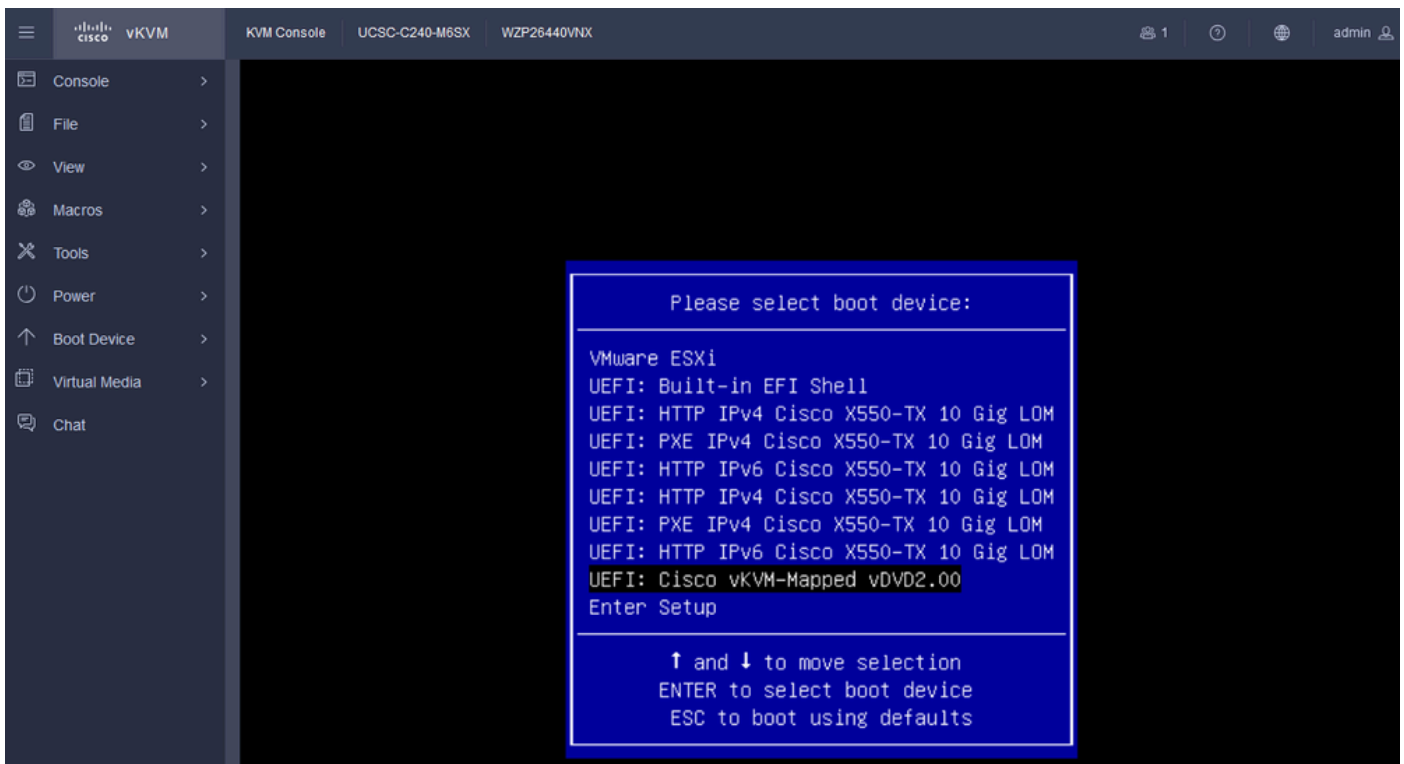 cisco vKVM KVM Console UCSC-C240-M6SX WZP26440VNX 1 admin
Console
File
View
Macros
Tools
Power
Boot Device
Virtual Media
Chat
Please select boot device:
VMware ESXi
UEFI: Built-in EFI Shell
UEFI: HTTP IPv4 Cisco X550-TX 10 Gig LOM
UEFI: PXE IPv4 Cisco X550-TX 10 Gig LOM
UEFI: HTTP IPv6 Cisco X550-TX 10 Gig LOM
UEFI: HTTP IPv4 Cisco X550-TX 10 Gig LOM
UEFI: PXE IPv4 Cisco X550-TX 10 Gig LOM
UEFI: HTTP IPv6 Cisco X550-TX 10 Gig LOM
UEFI: Cisco vKVM-Mapped vDVD2.00
Enter Setup
↑ and ↓ to move selection
ENTER to select boot device
ESC to boot using defaults